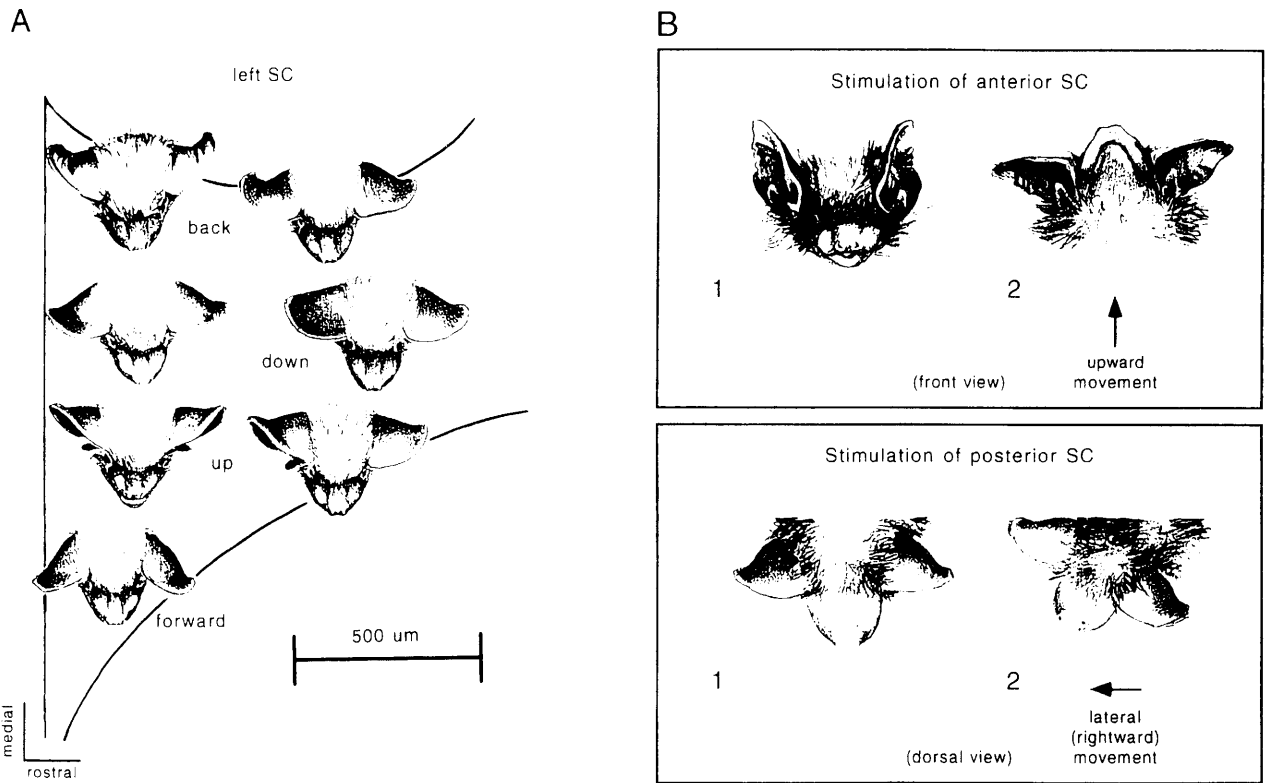 A
left SC
back
down
up
forward
500 um
medial
rostral
B
Stimulation of anterior SC
1
2
upward
(front view)
movement
Stimulation of posterior SC
1
2
lateral
(rightward)
(dorsal view)
movement